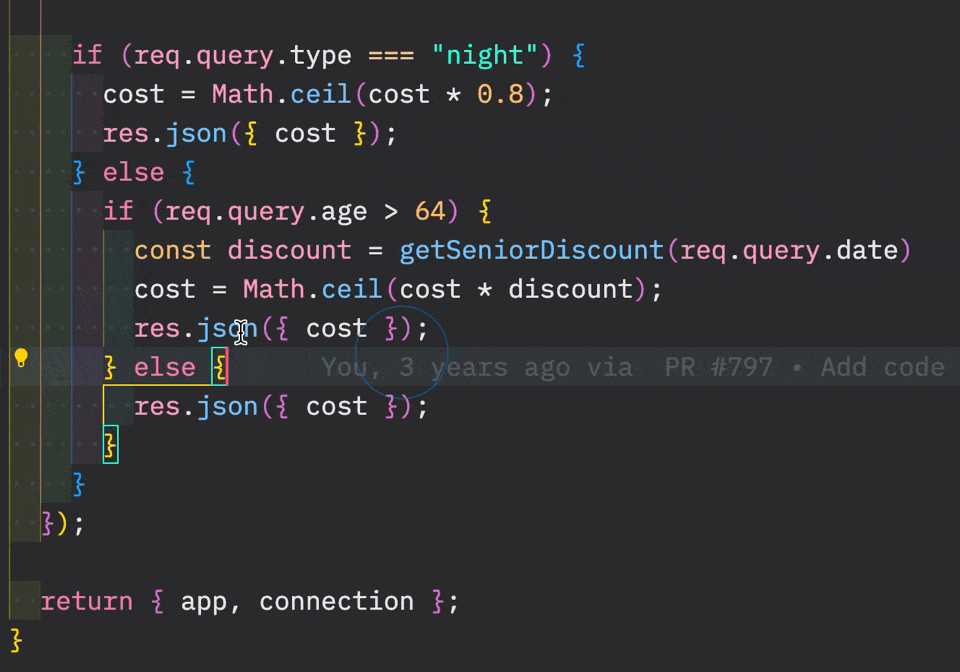 if (req.query.type === "night") {
cost = Math.ceil(cost * 0.8);
res.json({ cost });
} else {
if (req.query.age > 64) {
const discount = getSeniorDiscount(req.query.date)
cost = Math.ceil(cost * discount);
res.json({ cost });
} else { You, 3 years ago via PR #797 • Add code
res.json({ cost });
}
}
});
return { app, connection };
}